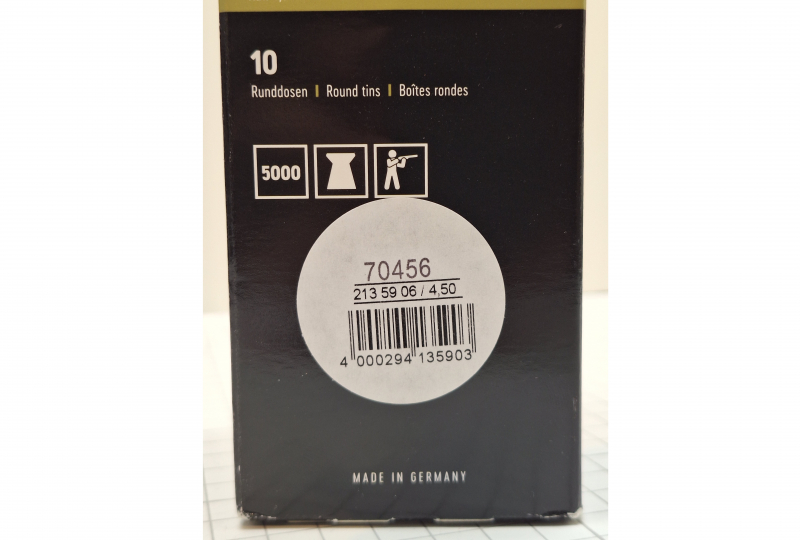 10
Runddosen | Round tins | Boîtes rondes
5000
70456
213 59 06 / 4,50
4 000294 135903
MADE IN GERMANY